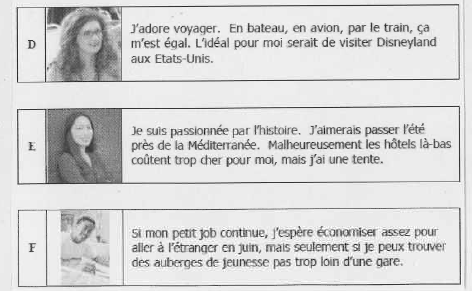 D
J'adore voyager. En bateau, en avion, par le train, ça
m'est égal. L'idéal pour moi serait de visiter Disneyland
aux Etats-Unis.
E
Je suis passionnée par l'histoire. J'aimerais passer l'été
près de la Méditerranée. Malheureusement les hôtels là-bas
coûtent trop cher pour moi, mais j'ai une tente.
F
Si mon petit job continue, j'espère économiser assez pour
aller à l'étranger en juin, mais seulement si je peux trouver
des auberges de jeunesse pas trop loin d'une gare.